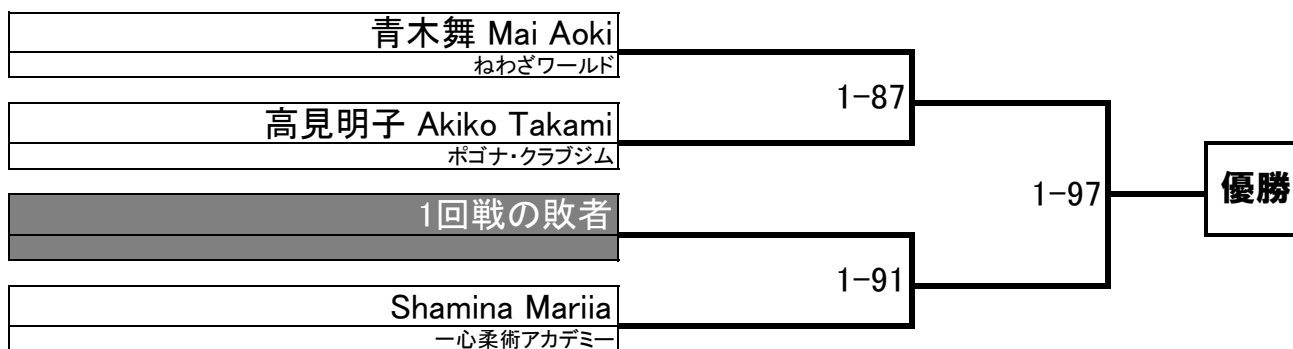 青木舞 Mai Aoki
ねわざワールド
1-87
高見明子 Akiko Takami
ポゴナ・クラブジム
1-97
優勝
1回戦の敗者
1-91
Shamina Mariia
一心柔術アカデミー